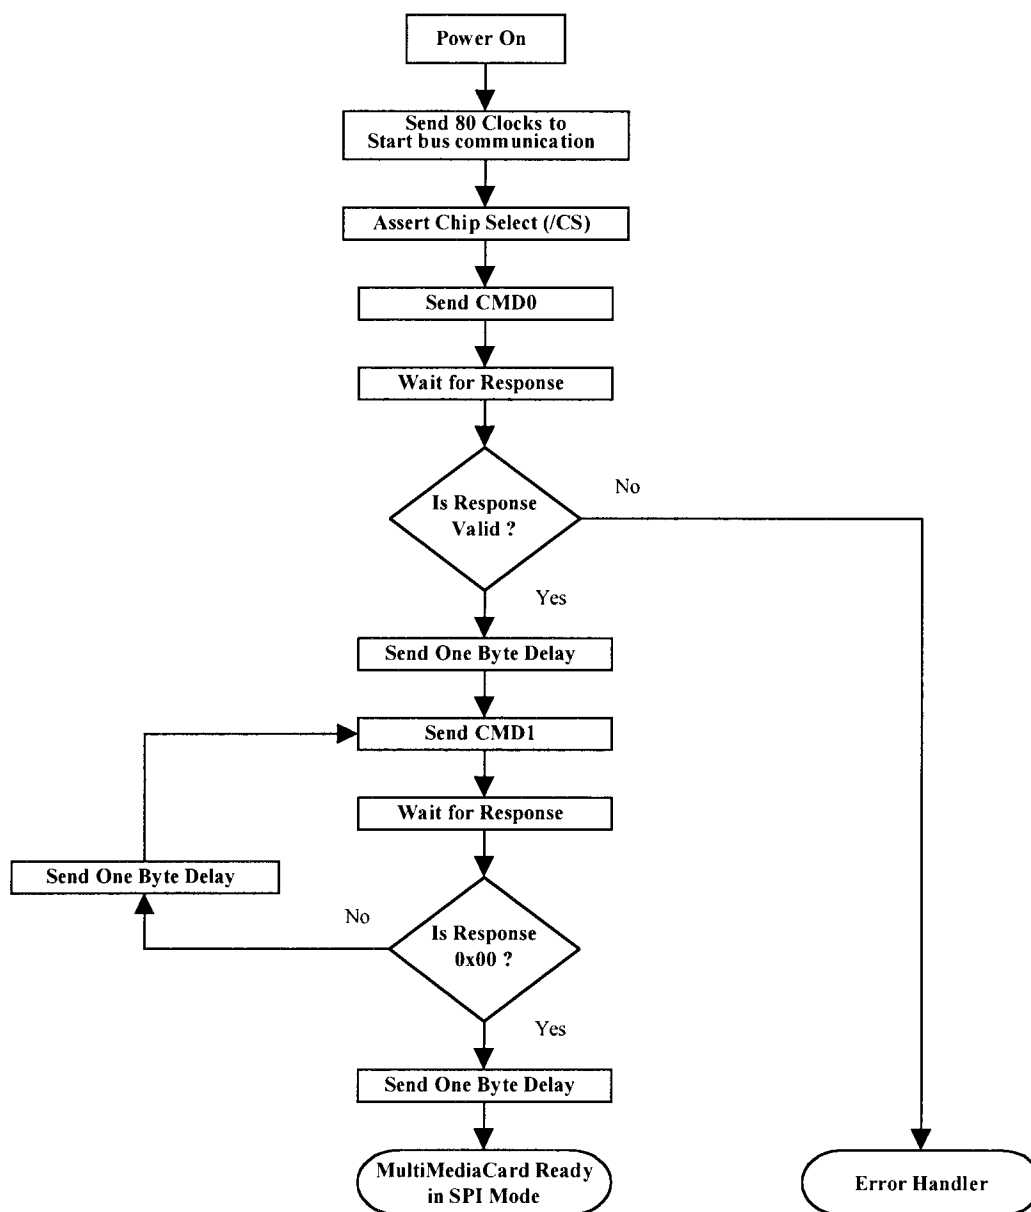 Power On
Send 80 Clocks to
Start bus communication
Assert Chip Select (/CS)
Send CMD0
Wait for Response
Is Response
Valid ?
No
Yes
Send One Byte Delay
Send CMD1
Wait for Response
Send One Byte Delay
No
Is Response
0x00 ?
Yes
Send One Byte Delay
MultiMediaCard Ready
in SPI Mode
Error Handler